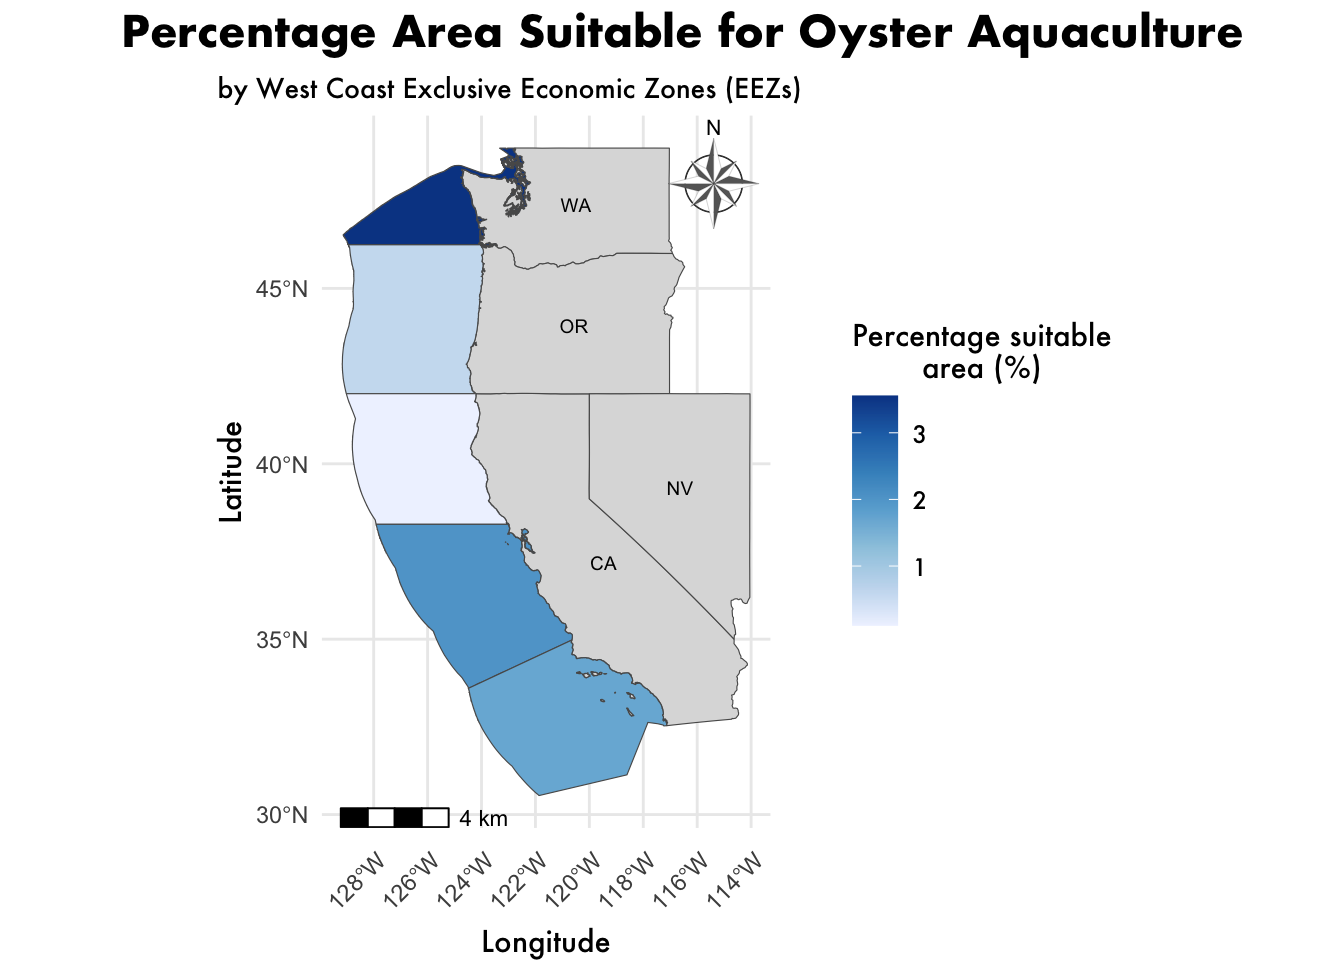 Percentage Area Suitable for Oyster Aquaculture
by West Coast Exclusive Economic Zones (EEZs)
N
WA
OR
NV
CA
45°N
40°N
35°N
30°N
Latitude
4 km
128°W
126°W
124°W
122°W
120°W
118°W
116°W
114°W
Longitude
Percentage suitable
area (%)
3
2
1